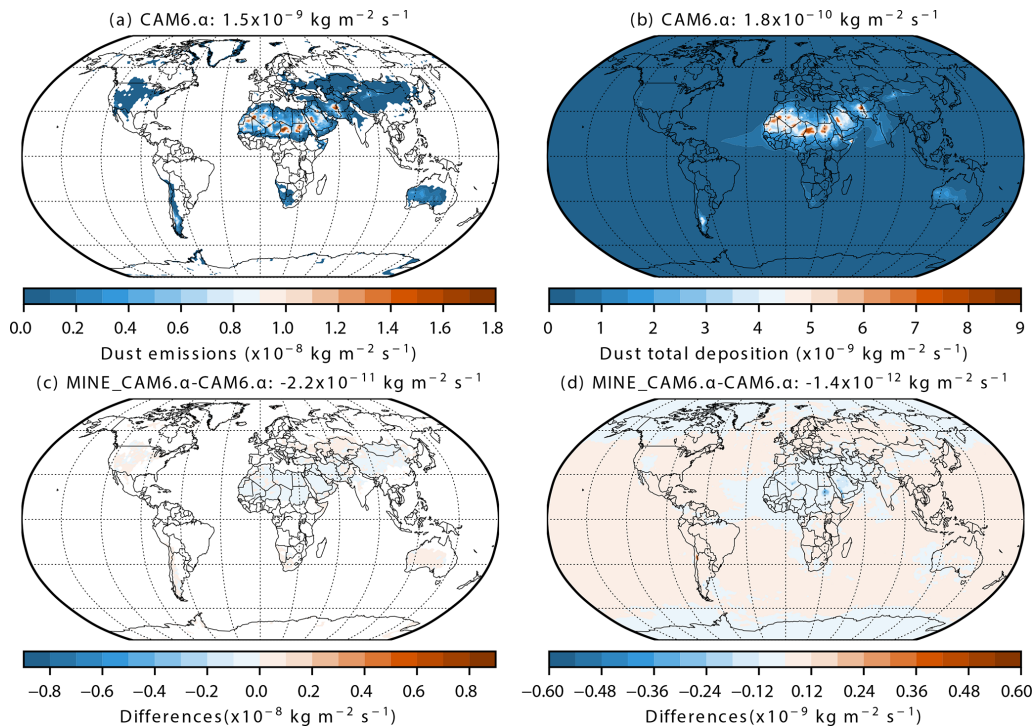 (a) CAM6.α: 1.5x10⁻⁹ kg m⁻² s⁻¹
(b) CAM6.α: 1.8x10⁻¹⁰ kg m⁻² s⁻¹
0.0 0.2 0.4 0.6 0.8 1.0 1.2 1.4 1.6 1.8
Dust emissions (x10⁻⁸ kg m⁻² s⁻¹)
0 1 2 3 4 5 6 7 8 9
Dust total deposition (x10⁻⁹ kg m⁻² s⁻¹)
(c) MINE_CAM6.α-CAM6.α: -2.2x10⁻¹¹ kg m⁻² s⁻¹
(d) MINE_CAM6.α-CAM6.α: -1.4x10⁻¹² kg m⁻² s⁻¹
−0.8 −0.6 −0.4 −0.2 0.0 0.2 0.4 0.6 0.8
Differences(x10⁻⁸ kg m⁻² s⁻¹)
−0.60 −0.48 −0.36 −0.24 −0.12 0.00 0.12 0.24 0.36 0.48 0.60
Differences(x10⁻⁹ kg m⁻² s⁻¹)